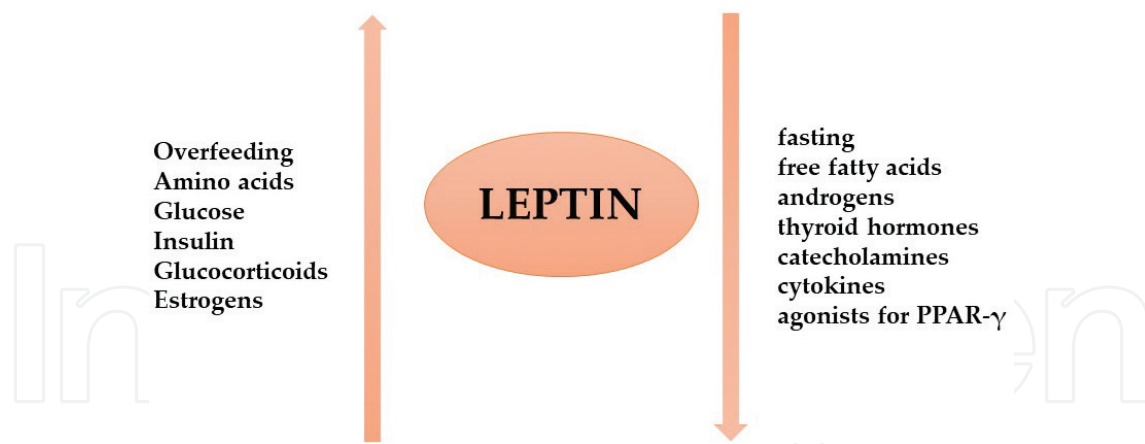 Overfeeding
Amino acids
Glucose
Insulin
Glucocorticoids
Estrogens
LEPTIN
fasting
free fatty acids
androgens
thyroid hormones
catecholamines
cytokines
agonists for PPAR-γ